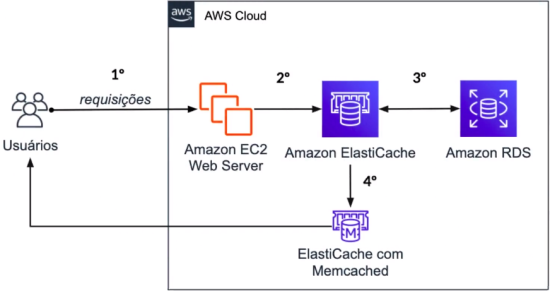 aws
AWS Cloud
1º
requisições
2º
3º
Usuários
Amazon EC2
Web Server
Amazon ElastiCache
Amazon RDS
4º
M
ElastiCache com
Memcached